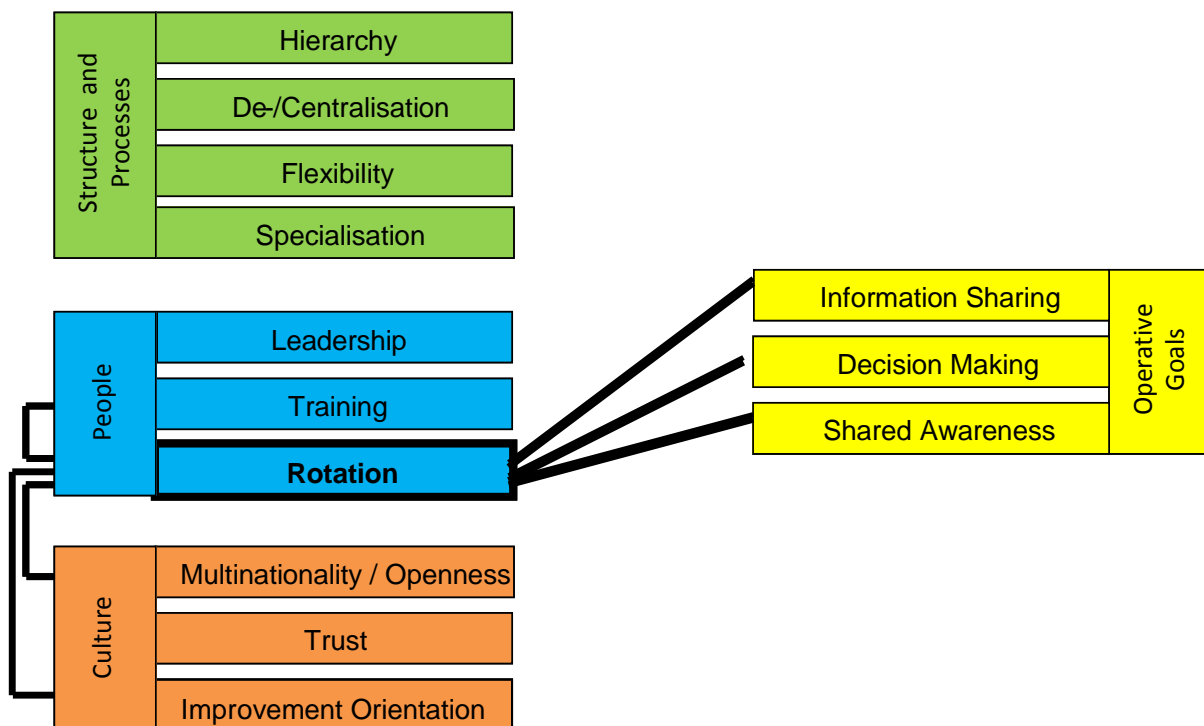 Structure and
Processes
Hierarchy
De-/Centralisation
Flexibility
Specialisation
People
Leadership
Training
Rotation
Culture
Multinationality / Openness
Trust
Improvement Orientation
Information Sharing
Decision Making
Shared Awareness
Operative
Goals